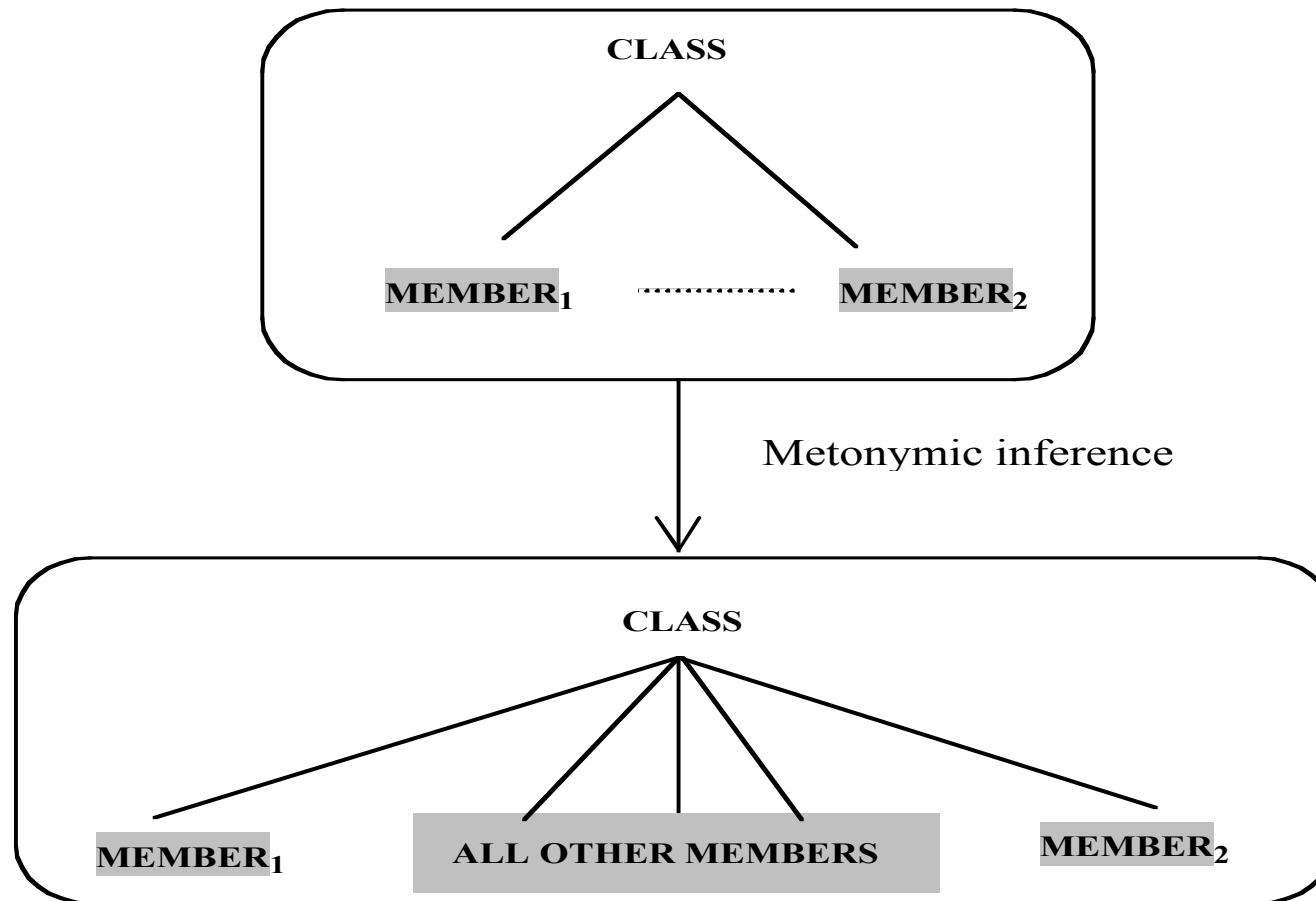 CLASS
MEMBER₁ MEMBER₂
Metonymic inference
CLASS
MEMBER₁ ALL OTHER MEMBERS MEMBER₂